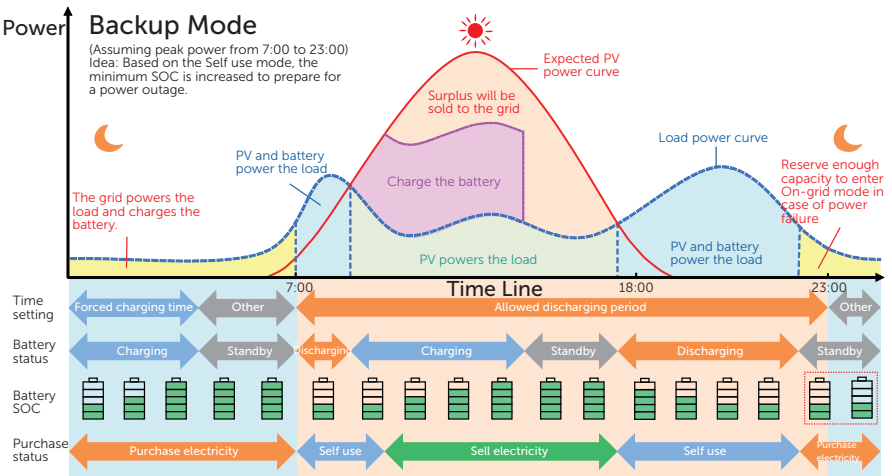 Power
Backup Mode
(Assuming peak power from 7:00 to 23:00)
Idea: Based on the Self use mode, the
minimum SOC is increased to prepare for
a power outage.
Expected PV
power curve
Surplus will be
sold to the grid
Load power curve
PV and battery
power the load
Charge the battery
Reserve enough
capacity to enter
On-grid mode in
case of power
failure
The grid powers the
load and charges the
battery.
PV powers the load
PV and battery
power the load
7:00
Time Line
18:00
23:00
Time
setting
Forced charging time
Other
Allowed discharging period
Other
Battery
status
Charging
Standby
Discharging
Charging
Standby
Discharging
Standby
Battery
SOC
Purchase
status
Purchase electricity
Self use
Sell electricity
Self use
Purchase
electricity